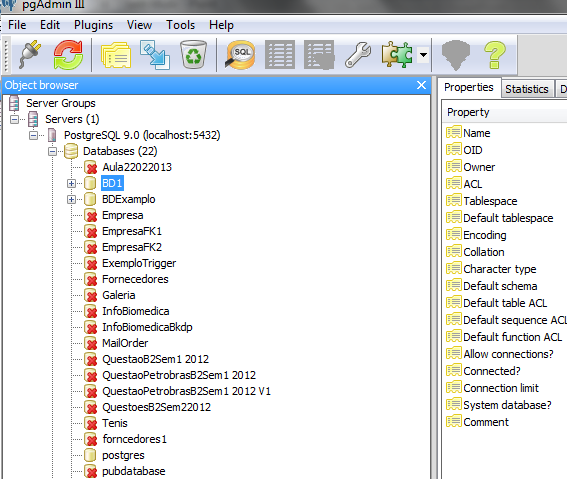 pgAdmin III
File Edit Plugins View Tools Help
SQL
Object browser
Server Groups
Servers (1)
PostgreSQL 9.0 (localhost:5432)
Databases (22)
Aula22022013
BD1
BDExamplo
Empresa
EmpresaFK1
EmpresaFK2
ExemploTrigger
Fornecedores
Galeria
InfoBiomedica
InfoBiomedicaBkdp
MailOrder
QuestaoB2Sem1 2012
QuestaoPetrobrasB2Sem1 2012
QuestaoPetrobrasB2Sem1 2012 V1
QuestoesB2Sem22012
Tenis
forncedores1
postgres
pubdatabase
Properties Statistics D
Property
Name
OID
Owner
ACL
Tablespace
Default tablespace
Encoding
Collation
Character type
Default schema
Default table ACL
Default sequence ACL
Default function ACL
Allow connections?
Connected?
Connection limit
System database?
Comment